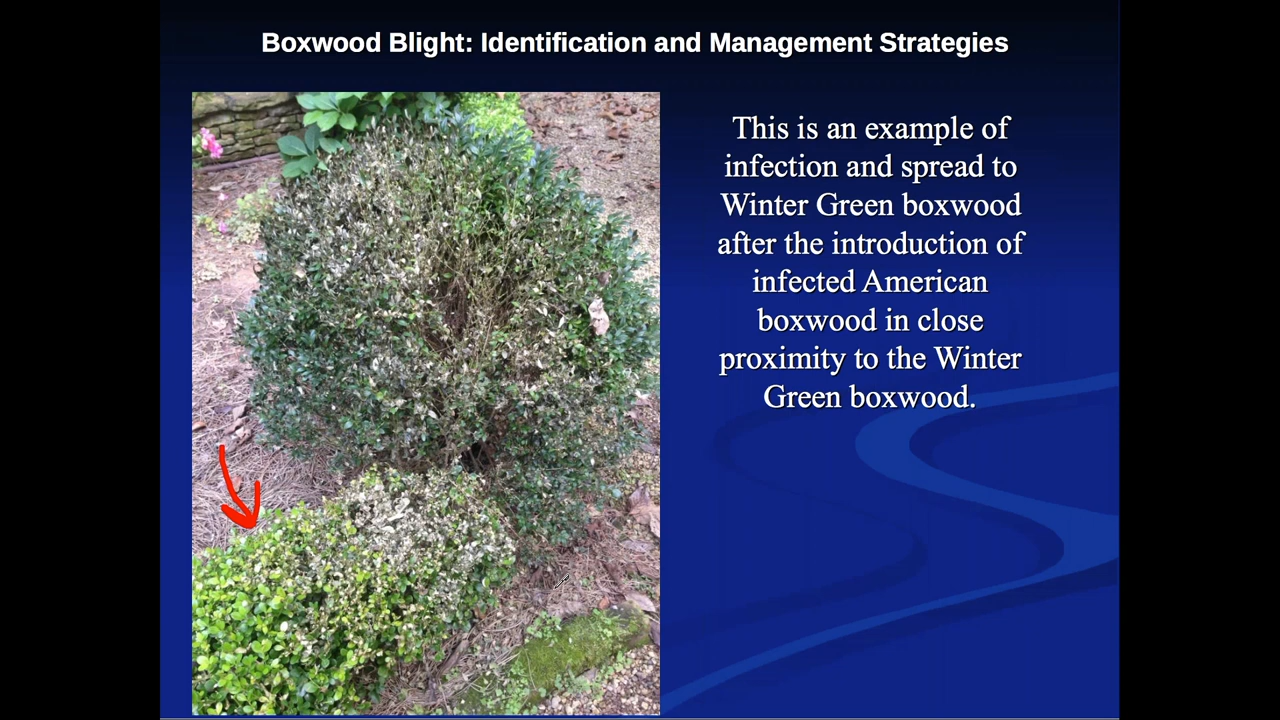 Boxwood Blight: Identification and Management Strategies
This is an example of
infection and spread to
Winter Green boxwood
after the introduction of
infected American
boxwood in close
proximity to the Winter
Green boxwood.